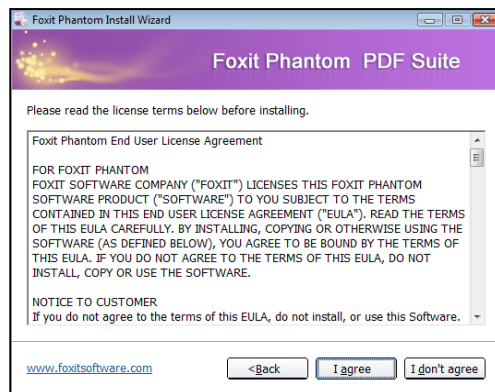 Foxit Phantom Install Wizard
Foxit Phantom PDF Suite
Please read the license terms below before installing.
Foxit Phantom End User License Agreement
FOR FOXIT PHANTOM
FOXIT SOFTWARE COMPANY ("FOXIT") LICENSES THIS FOXIT PHANTOM
SOFTWARE PRODUCT ("SOFTWARE") TO YOU SUBJECT TO THE TERMS
CONTAINED IN THIS END USER LICENSE AGREEMENT ("EULA"). READ THE TERMS
OF THIS EULA CAREFULLY. BY INSTALLING, COPYING OR OTHERWISE USING THE
SOFTWARE (AS DEFINED BELOW), YOU AGREE TO BE BOUND BY THE TERMS OF
THIS EULA. IF YOU DO NOT AGREE TO THE TERMS OF THIS EULA, DO NOT
INSTALL, COPY OR USE THE SOFTWARE.
NOTICE TO CUSTOMER
If you do not agree to the terms of this EULA, do not install, or use this Software.
www.foxitsoftware.com
<Back
I agree
I don't agree